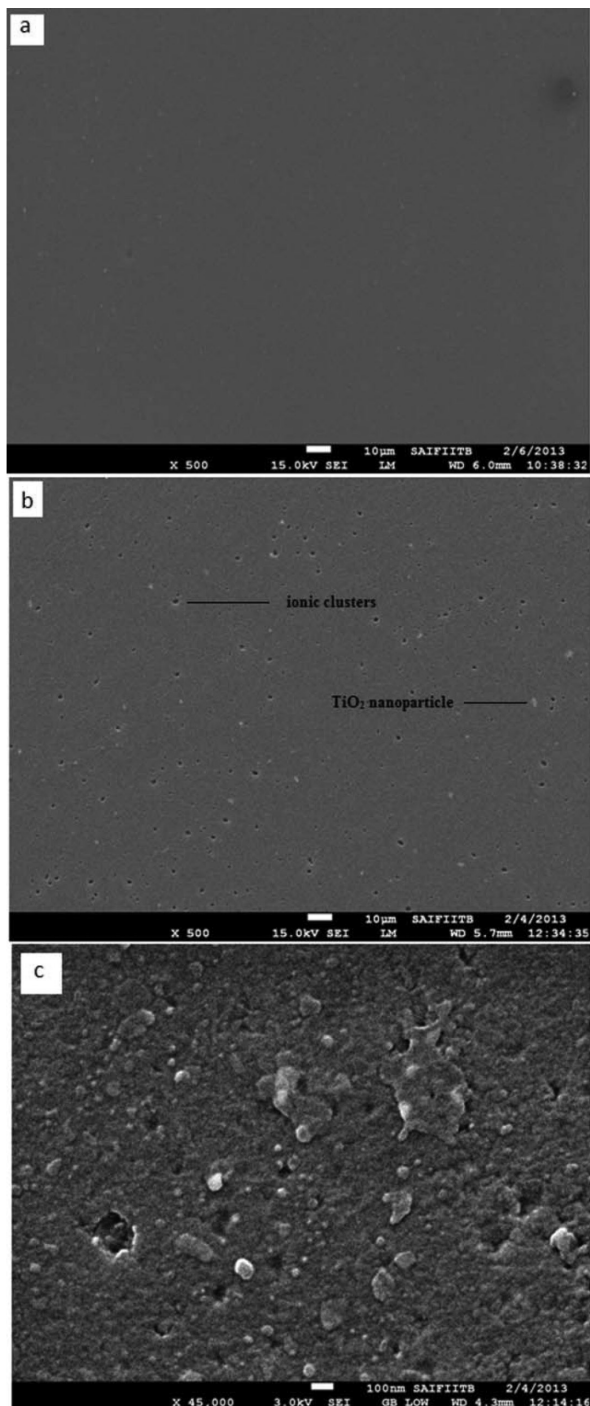 a
10µm SAIFIITB 2/6/2013
X 500 15.0kV SEI LM WD 6.0mm 10:38:32
b
ionic clusters
TiO₂ nanoparticle
10µm SAIFIITB 2/4/2013
X 500 15.0kV SEI LM WD 5.7mm 12:34:35
c
100nm SAIFIITB 2/4/2013
X 45,000 3.0kV SEI GB LOW WD 4.3mm 12:14:16